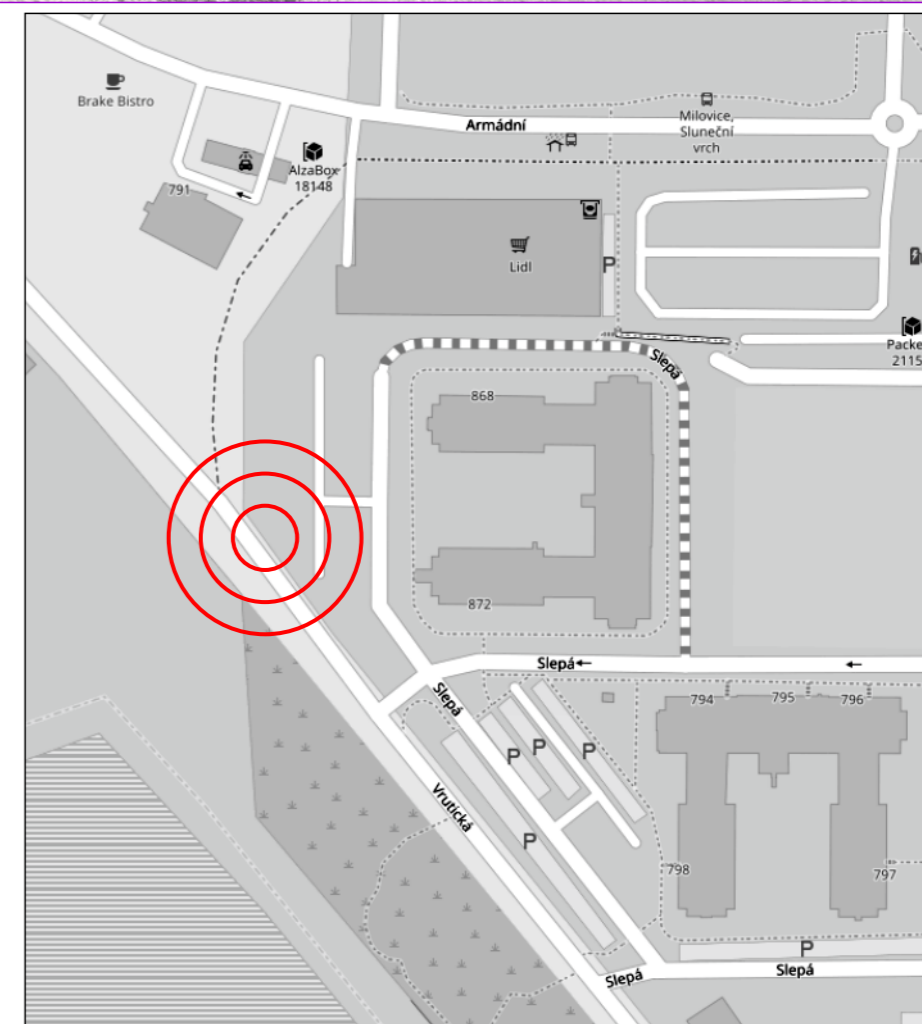 Brake Bistro
Armádní
Milovice,
Sluneční
vrch
AlzaBox
18148
791
Lidl
P
Packe
2115
Slepá
868
872
Slepá
Slepá
794
795
796
P
P
P
Vrutická
P
798
797
P
Slepá
Slepá